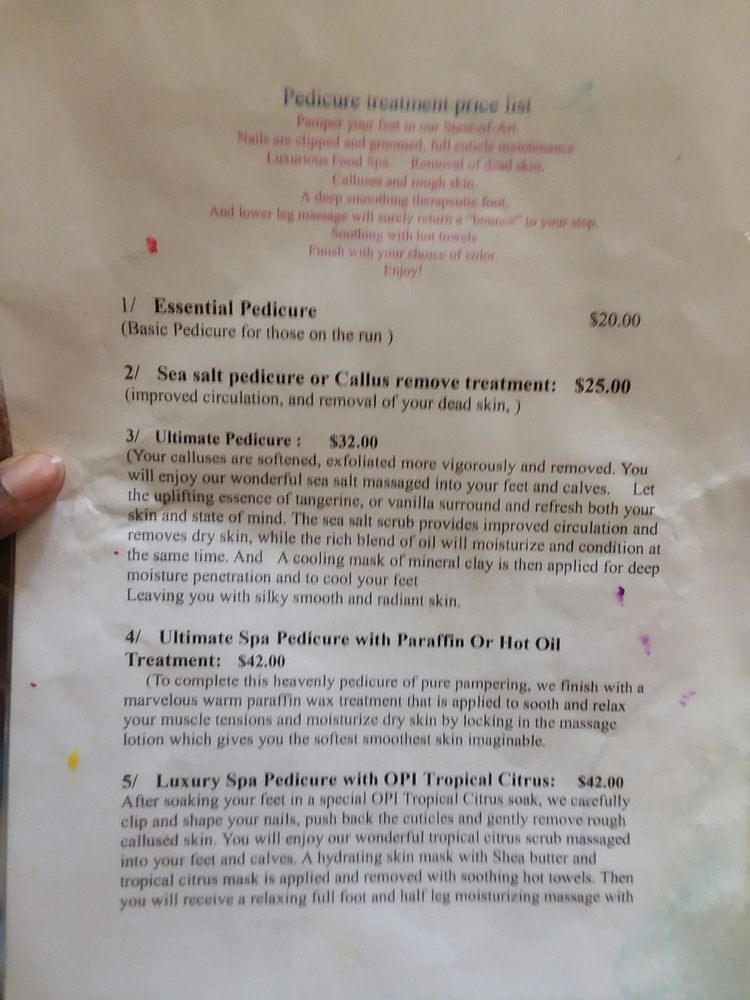 Pedicure treatment price list
Pamper your feet in our State-of-Art
Nails are clipped and groomed, full cuticle maintenance
Luxurious Food Spa. Removal of dead skin,
Calluses and rough skin.
A deep smoothing therapeutic foot,
And lower leg massage will surely return a "bounce" to your step.
Soothing with hot towels
Finish with your choice of color.
Enjoy!
1/ Essential Pedicure $20.00
(Basic Pedicure for those on the run )
2/ Sea salt pedicure or Callus remove treatment: $25.00
(improved circulation, and removal of your dead skin, )
3/ Ultimate Pedicure : $32.00
(Your calluses are softened, exfoliated more vigorously and removed. You
will enjoy our wonderful sea salt massaged into your feet and calves. Let
the uplifting essence of tangerine, or vanilla surround and refresh both your
skin and state of mind. The sea salt scrub provides improved circulation and
removes dry skin, while the rich blend of oil will moisturize and condition at
the same time. And A cooling mask of mineral clay is then applied for deep
moisture penetration and to cool your feet
Leaving you with silky smooth and radiant skin.
4/ Ultimate Spa Pedicure with Paraffin Or Hot Oil
Treatment: $42.00
(To complete this heavenly pedicure of pure pampering, we finish with a
marvelous warm paraffin wax treatment that is applied to sooth and relax
your muscle tensions and moisturize dry skin by locking in the massage
lotion which gives you the softest smoothest skin imaginable.
5/ Luxury Spa Pedicure with OPI Tropical Citrus: $42.00
After soaking your feet in a special OPI Tropical Citrus soak, we carefully
clip and shape your nails, push back the cuticles and gently remove rough
callused skin. You will enjoy our wonderful tropical citrus scrub massaged
into your feet and calves. A hydrating skin mask with Shea butter and
tropical citrus mask is applied and removed with soothing hot towels. Then
you will receive a relaxing full foot and half leg moisturizing massage with